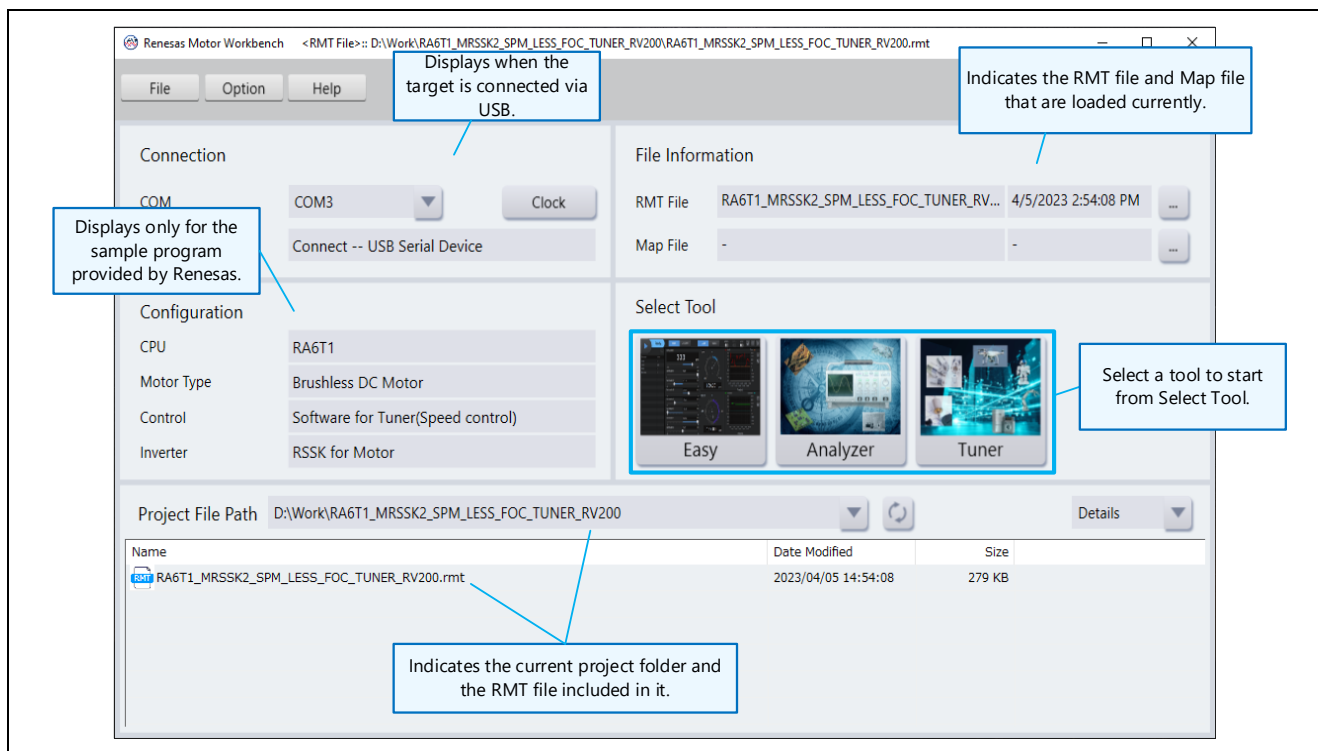 Renesas Motor Workbench <RMT File>:: D:\Work\RA6T1_MRSSK2_SPM_LESS_FOC_TUNER_RV200\RA6T1_MRSSK2_SPM_LESS_FOC_TUNER_RV200.rmt
File Option Help
Displays when the
target is connected via
USB.
Indicates the RMT file and Map file
that are loaded currently.
Connection
COM COM3 Clock
Connect -- USB Serial Device
Displays only for the
sample program
provided by Renesas.
File Information
RMT File RA6T1_MRSSK2_SPM_LESS_FOC_TUNER_RV... 4/5/2023 2:54:08 PM ...
Map File - - ...
Configuration
CPU RA6T1
Motor Type Brushless DC Motor
Control Software for Tuner(Speed control)
Inverter RSSK for Motor
Select Tool
Easy Analyzer Tuner
Select a tool to start
from Select Tool.
Project File Path D:\Work\RA6T1_MRSSK2_SPM_LESS_FOC_TUNER_RV200 Details
Name Date Modified Size
RMT RA6T1_MRSSK2_SPM_LESS_FOC_TUNER_RV200.rmt 2023/04/05 14:54:08 279 KB
Indicates the current project folder and
the RMT file included in it.